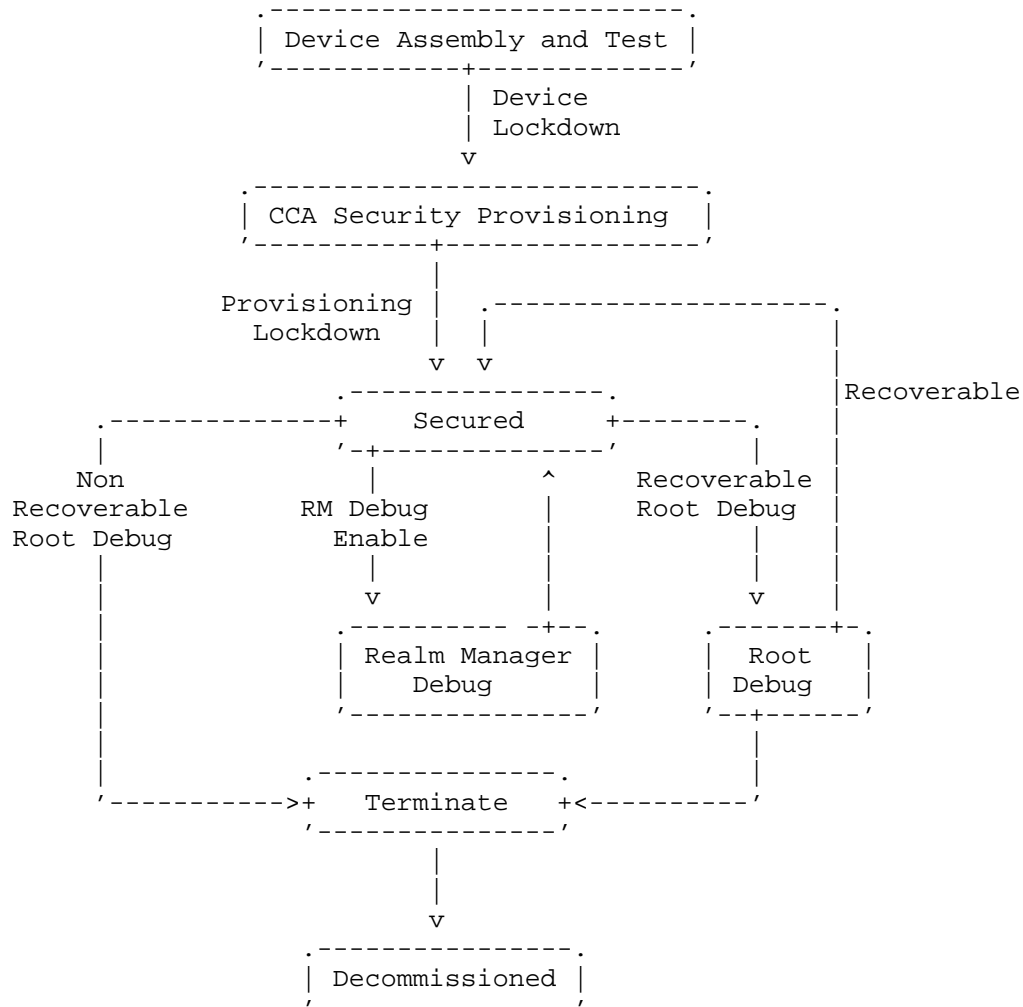 Device Assembly and Test
Device
Lockdown
CCA Security Provisioning
Provisioning
Lockdown
Recoverable
Secured
Non
Recoverable
Root Debug
RM Debug
Enable
Recoverable
Root Debug
Realm Manager
Debug
Root
Debug
Terminate
Decommissioned